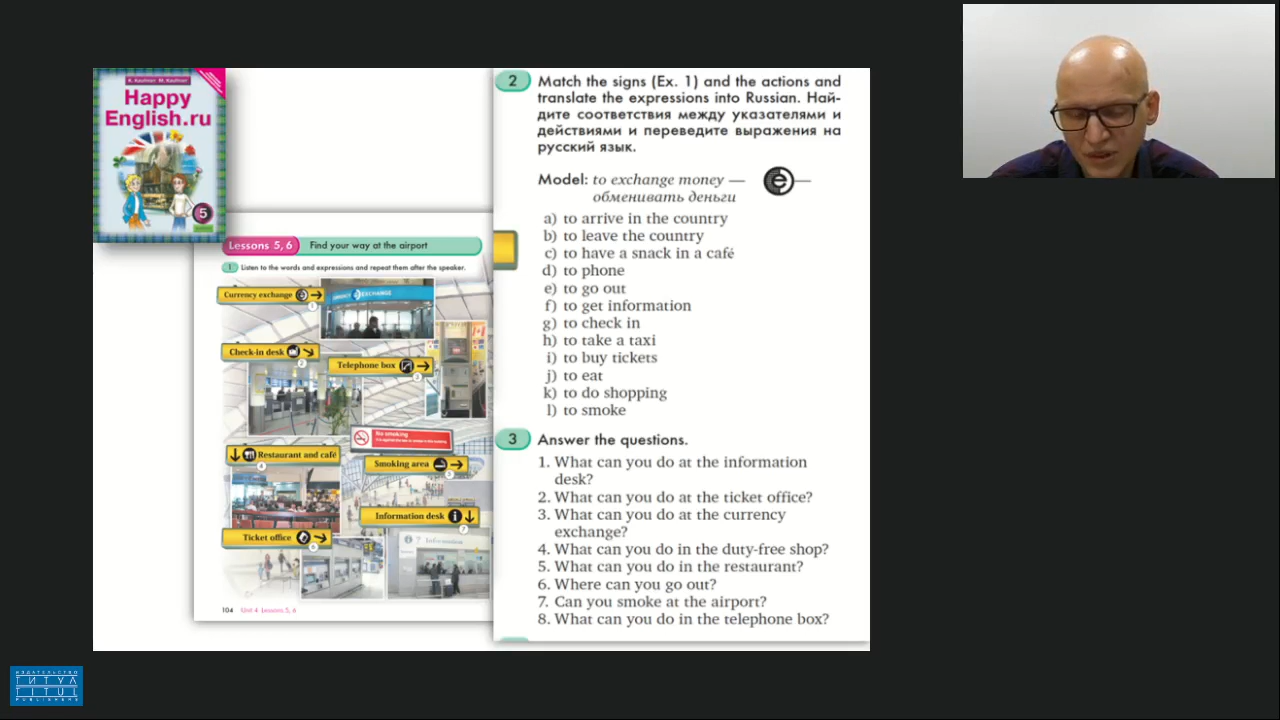 K. Kaufman M. Kaufman
Happy
English.ru
5
Lessons 5, 6
Find your way at the airport
1 Listen to the words and expressions and repeat them after the speaker.
Currency exchange
1
EXCHANGE
Check-in desk
2
Telephone box
3
No smoking
Restaurant and café
4
Smoking area
5
Information desk
7
Ticket office
6
Information
104 Unit 4 Lessons 5, 6
2 Match the signs (Ex. 1) and the actions and
translate the expressions into Russian. Най-
дите соответствия между указателями и
действиями и переведите выражения на
русский язык.
Model: to exchange money —
обменивать деньги
a) to arrive in the country
b) to leave the country
c) to have a snack in a café
d) to phone
e) to go out
f) to get information
g) to check in
h) to take a taxi
i) to buy tickets
j) to eat
k) to do shopping
l) to smoke
3 Answer the questions.
1. What can you do at the information
desk?
2. What can you do at the ticket office?
3. What can you do at the currency
exchange?
4. What can you do in the duty-free shop?
5. What can you do in the restaurant?
6. Where can you go out?
7. Can you smoke at the airport?
8. What can you do in the telephone box?
ИЗДАТЕЛЬСТВО
ТИТУЛ
TITUL
PUBLISHERS